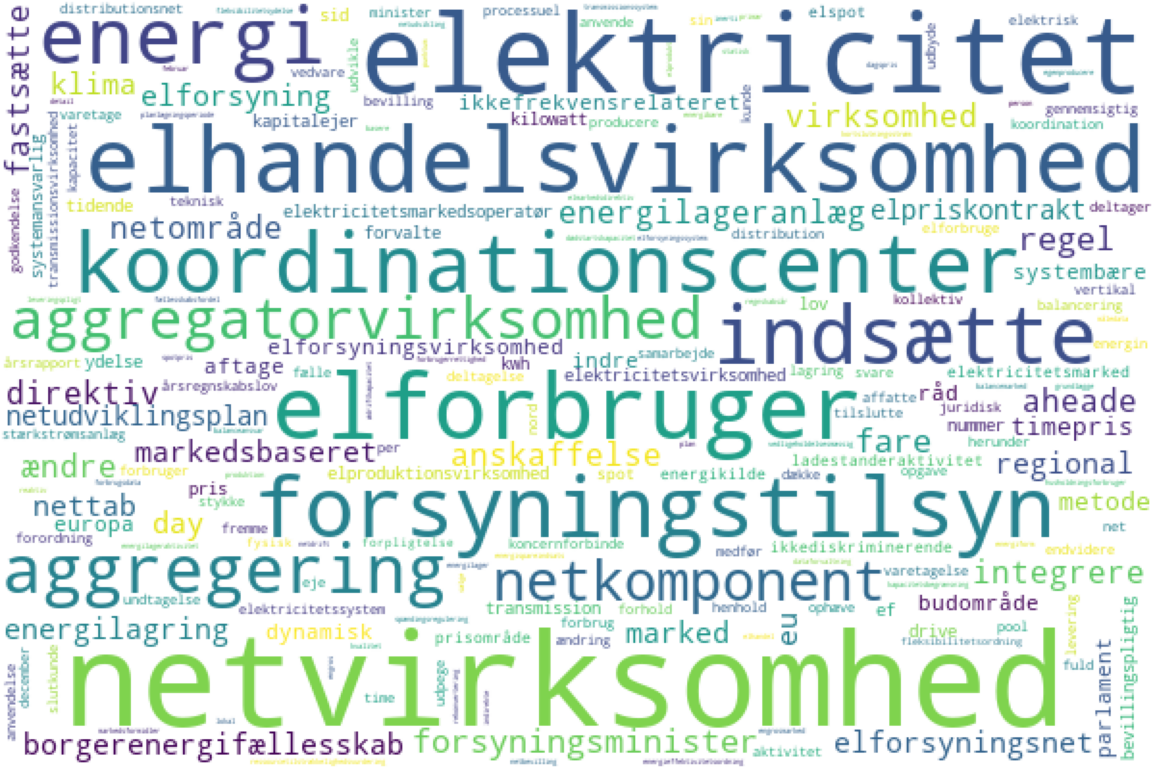 distributionsnet
fleksibilitetsydelse
sid
minister
processuel
transmissionssystem
sin
elspot
elektrisk
energi
elektricitet
fastsætte
udvikle
anvende
udbyde
klima
vedvare
elforsyning
bevilling
ikkefrekvensrelateret
kunde
virksomhed
gennemsigtig
varetage
kapitalejer
kilowatt
producere
koordination
elhandelsvirksomhed
systemansvarlig
transmissionsvirksomhed
kapacitet
godkendelse
tidende
teknisk
elektricitetsmarkedsoperatør
energilageranlæg
elpriskontrakt
deltager
netområde
forvalte
elforsyningssystem
distribution
elforbruge
regel
koordinationscenter
systembære
vertikal
aggregatorvirksomhed
lov
kollektiv
balancering
indsætte
energin
årsrapport
ydelse
elforsyningsvirksomhed
aftage
fælle
kwh
indre
samarbejde
lagring
svare
elektricitetsmarked
direktiv
årsregnskabslov
deltagelse
elektricitetsvirksomhed
affatte
råd
juridisk
aheade
netudviklingsplan
elforbruger
nord
tilslutte
nummer
timepris
stærkstrømsanlæg
markedsbaseret
per
plan
fare
herunder
anskaffelse
ændre
forbruger
elproduktionsvirksomhed
spot
energikilde
dække
ladestanderaktivitet
opgave
regional
pris
stykke
nettab
forsyningstilsyn
metode
europa
day
fremme
net
forordning
fysisk
forpligtelse
koncernforbinde
medfør
ikkediskriminerende
endvidere
aggregering
eje
netkomponent
varetagelse
integrere
undtagelse
elektricitetssystem
transmission
forhold
henhold
ophæve
ef
budområde
energilagring
dynamisk
prisområde
forbrug
ændring
marked
eu
drive
pool
fleksibilitetsordning
levering
bevillingspligtig
netvirksomhed
anvendelse
december
slutkunde
time
udpege
fuld
parlament
borgerenergifællesskab
forsyningsminister
aktivitet
elforsyningsnet
energieffektivitetsordning